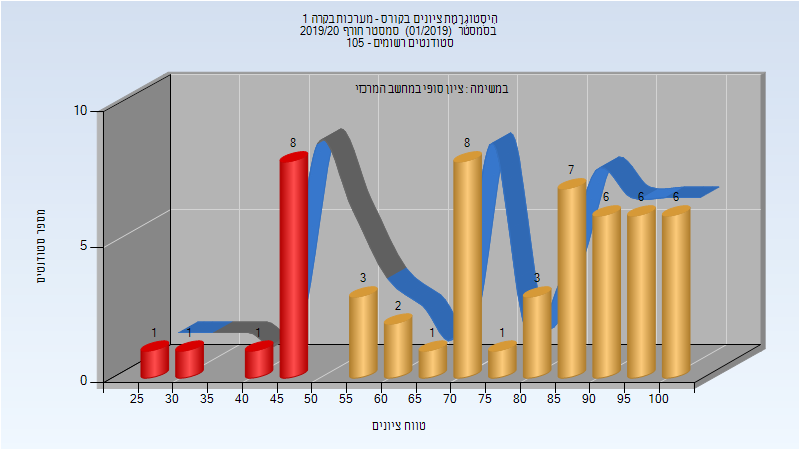 היסטוגרמת ציונים בקורס - מערכות בקרה 1
בסמסטר (01/2019) סמסטר חורף 2019/20
סטודנטים רשומים - 105
במשימה : ציון סופי במחשב המרכזי
מספר סטודנטים
10
5
0
1
1
1
8
3
2
1
8
1
3
7
6
6
6
25 30 35 40 45 50 55 60 65 70 75 80 85 90 95 100
טווח ציונים